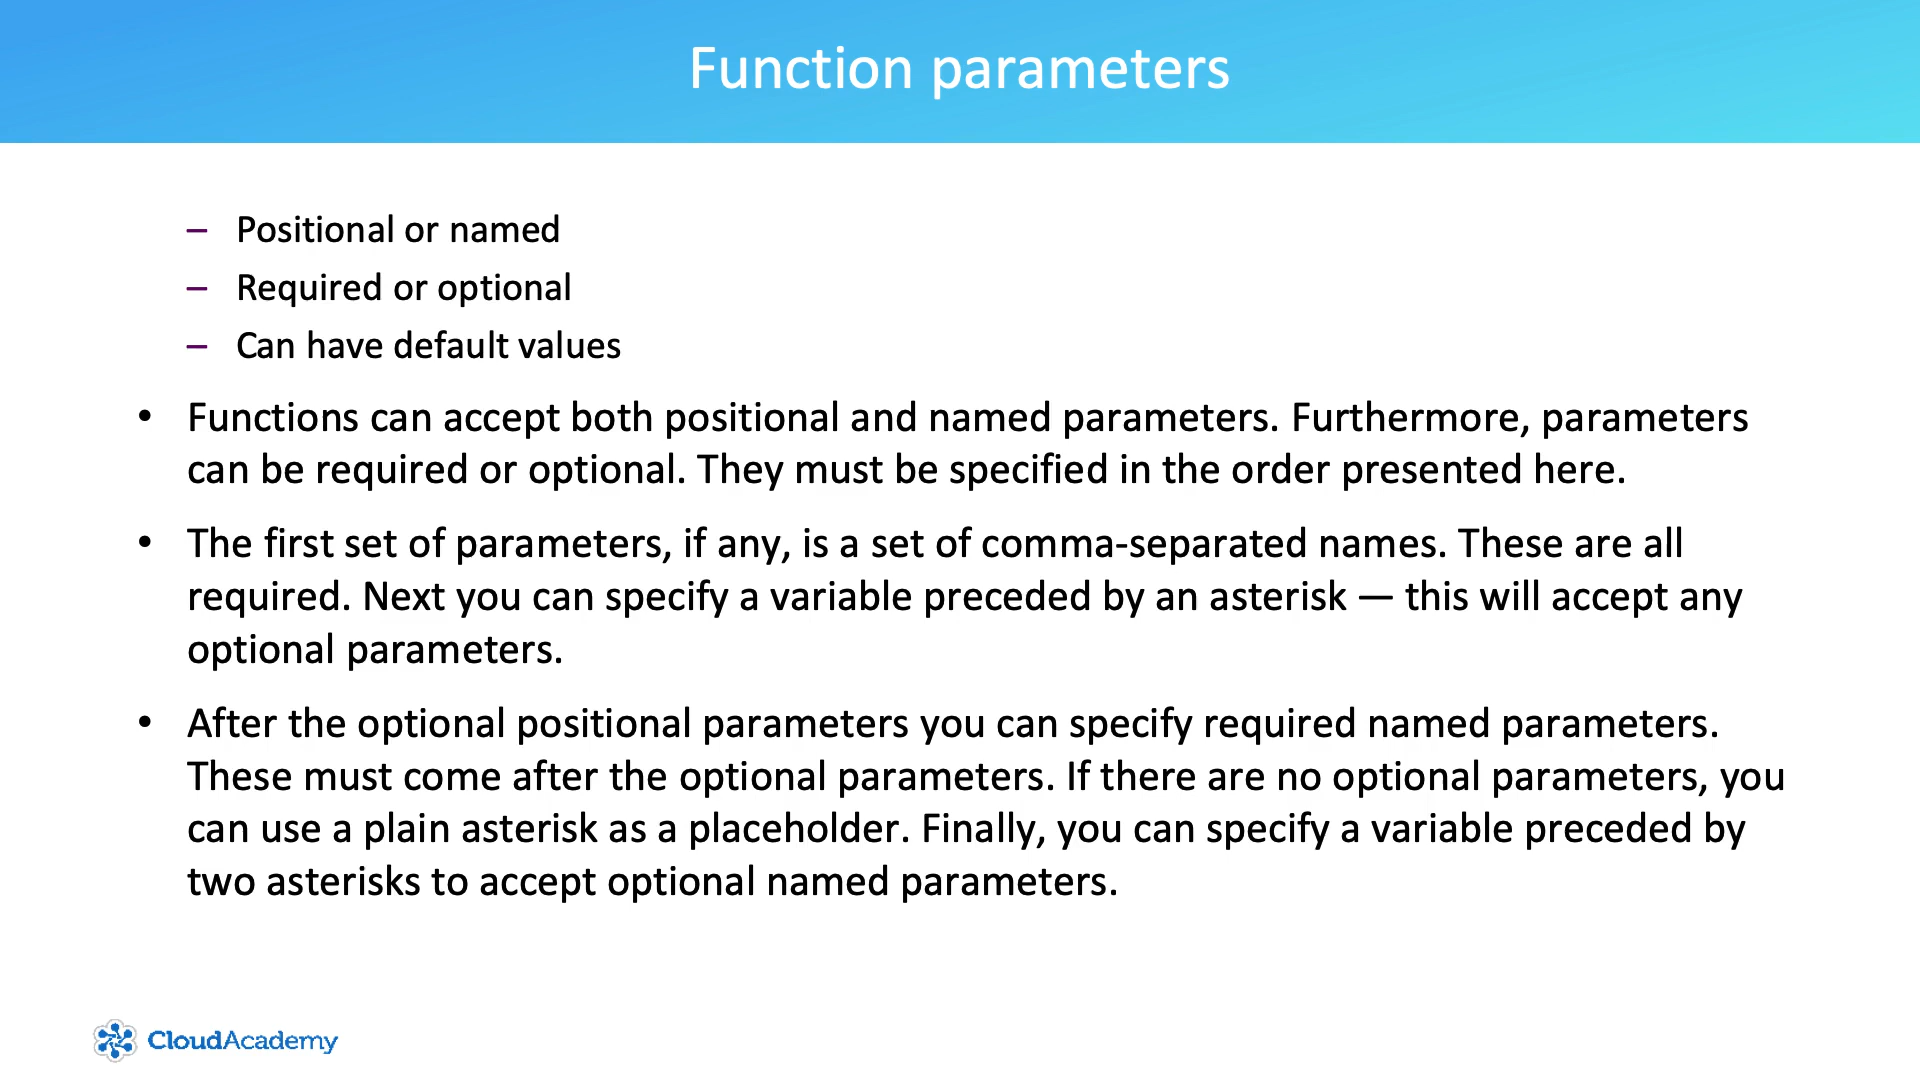 Function parameters
– Positional or named
– Required or optional
– Can have default values
• Functions can accept both positional and named parameters. Furthermore, parameters
can be required or optional. They must be specified in the order presented here.
• The first set of parameters, if any, is a set of comma-separated names. These are all
required. Next you can specify a variable preceded by an asterisk — this will accept any
optional parameters.
• After the optional positional parameters you can specify required named parameters.
These must come after the optional parameters. If there are no optional parameters, you
can use a plain asterisk as a placeholder. Finally, you can specify a variable preceded by
two asterisks to accept optional named parameters.
CloudAcademy